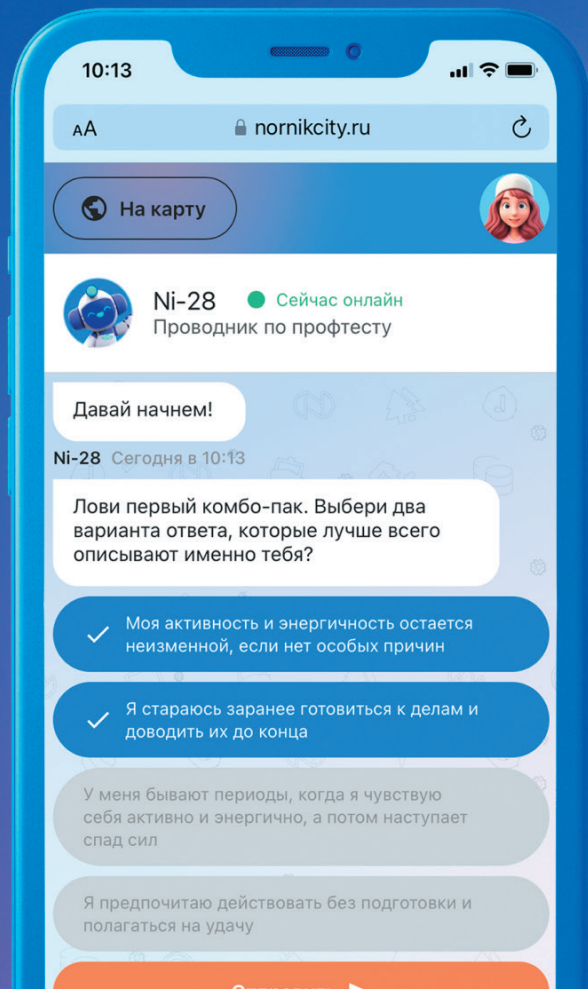 10:13
AA
nornikcity.ru
На карту
Ni-28 Сейчас онлайн
Проводник по профтесту
Давай начнем!
Ni-28 Сегодня в 10:13
Лови первый комбо-пак. Выбери два
варианта ответа, которые лучше всего
описывают именно тебя?
Моя активность и энергичность остается
неизменной, если нет особых причин
Я стараюсь заранее готовиться к делам и
доводить их до конца
У меня бывают периоды, когда я чувствую
себя активно и энергично, а потом наступает
спад сил
Я предпочитаю действовать без подготовки и
полагаться на удачу